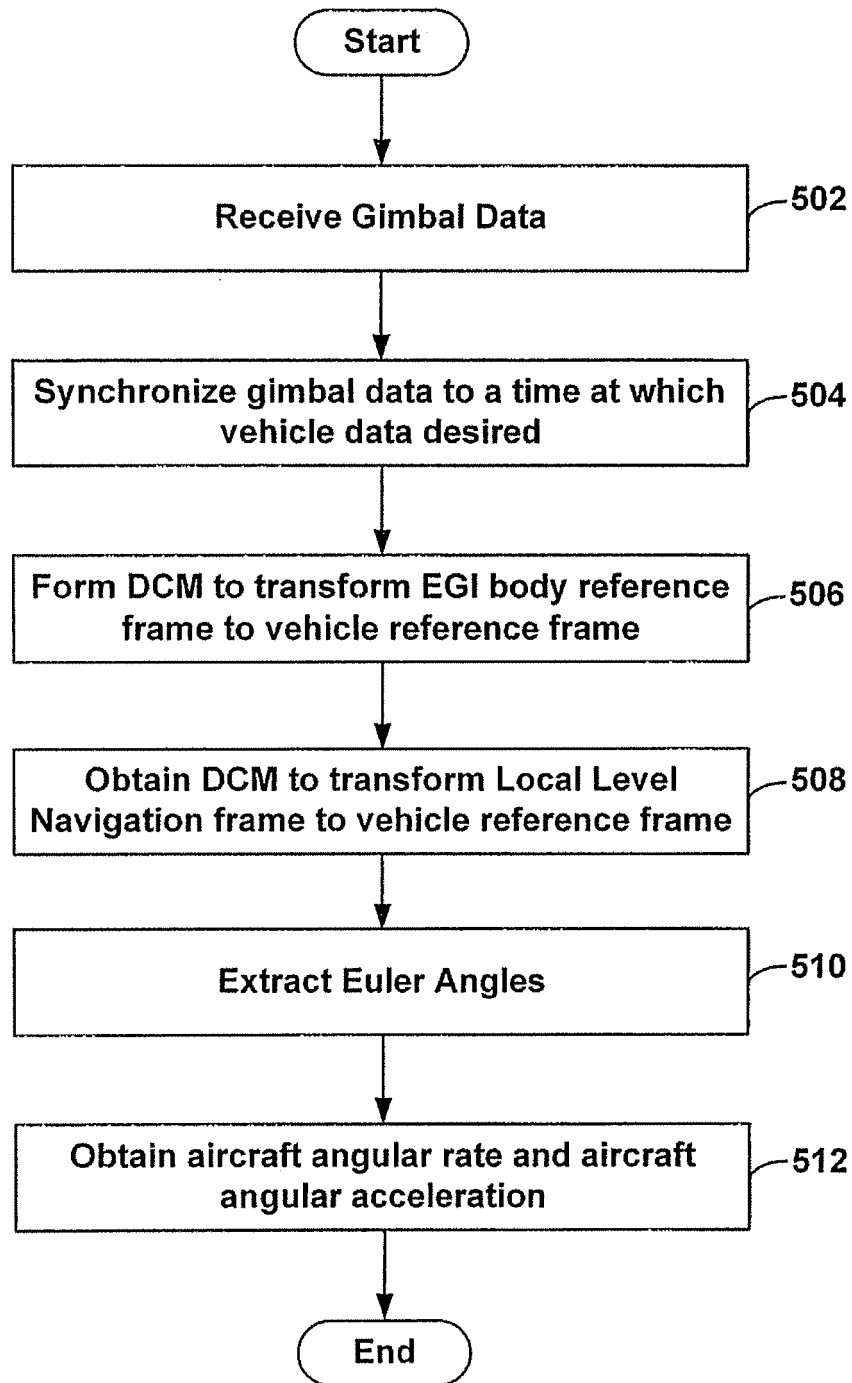 Start
Receive Gimbal Data
502
Synchronize gimbal data to a time at which
vehicle data desired
504
Form DCM to transform EGI body reference
frame to vehicle reference frame
506
Obtain DCM to transform Local Level
Navigation frame to vehicle reference frame
508
Extract Euler Angles
510
Obtain aircraft angular rate and aircraft
angular acceleration
512
End